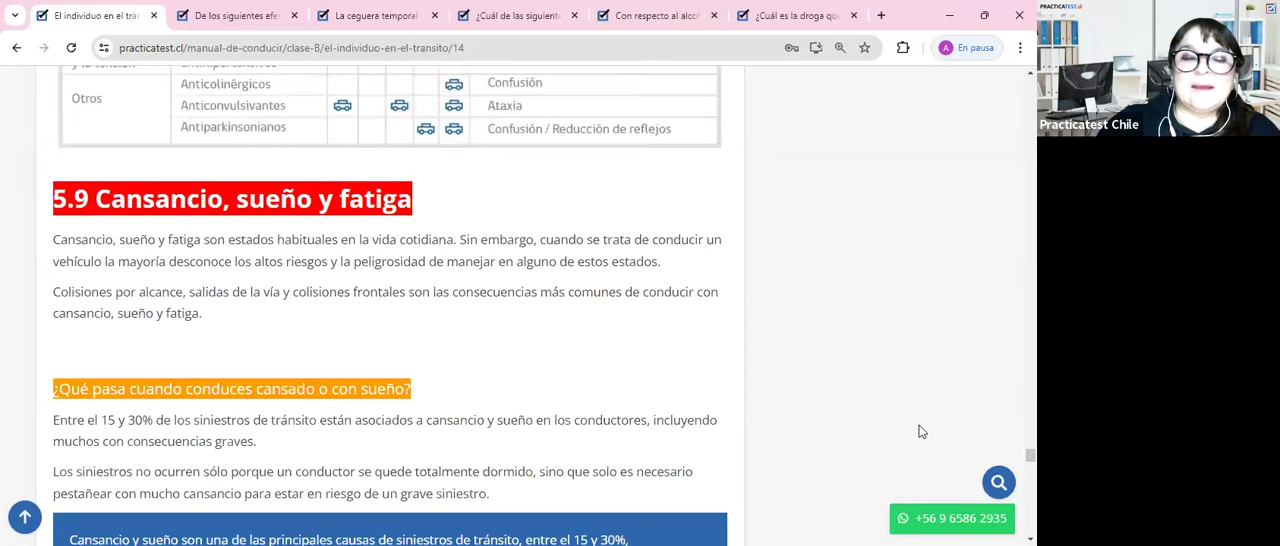 El individuo en el trán
De los siguientes efe
La ceguera temporal
¿Cuál de las siguiente
Con respecto al alcoh
¿Cuál es la droga que
practicatest.cl/manual-de-conducir/clase-B/el-individuo-en-el-transito/14
A En pausa
PRACTICATEST.cl
Practicatest Chile
Anticolinérgicos Confusión
Otros
Anticonvulsivantes Ataxia
Antiparkinsonianos Confusión / Reducción de reflejos
5.9 Cansancio, sueño y fatiga
Cansancio, sueño y fatiga son estados habituales en la vida cotidiana. Sin embargo, cuando se trata de conducir un
vehículo la mayoría desconoce los altos riesgos y la peligrosidad de manejar en alguno de estos estados.
Colisiones por alcance, salidas de la vía y colisiones frontales son las consecuencias más comunes de conducir con
cansancio, sueño y fatiga.
¿Qué pasa cuando conduces cansado o con sueño?
Entre el 15 y 30% de los siniestros de tránsito están asociados a cansancio y sueño en los conductores, incluyendo
muchos con consecuencias graves.
Los siniestros no ocurren sólo porque un conductor se quede totalmente dormido, sino que solo es necesario
pestañear con mucho cansancio para estar en riesgo de un grave siniestro.
+56 9 6586 2935
Cansancio y sueño son una de las principales causas de siniestros de tránsito, entre el 15 y 30%,